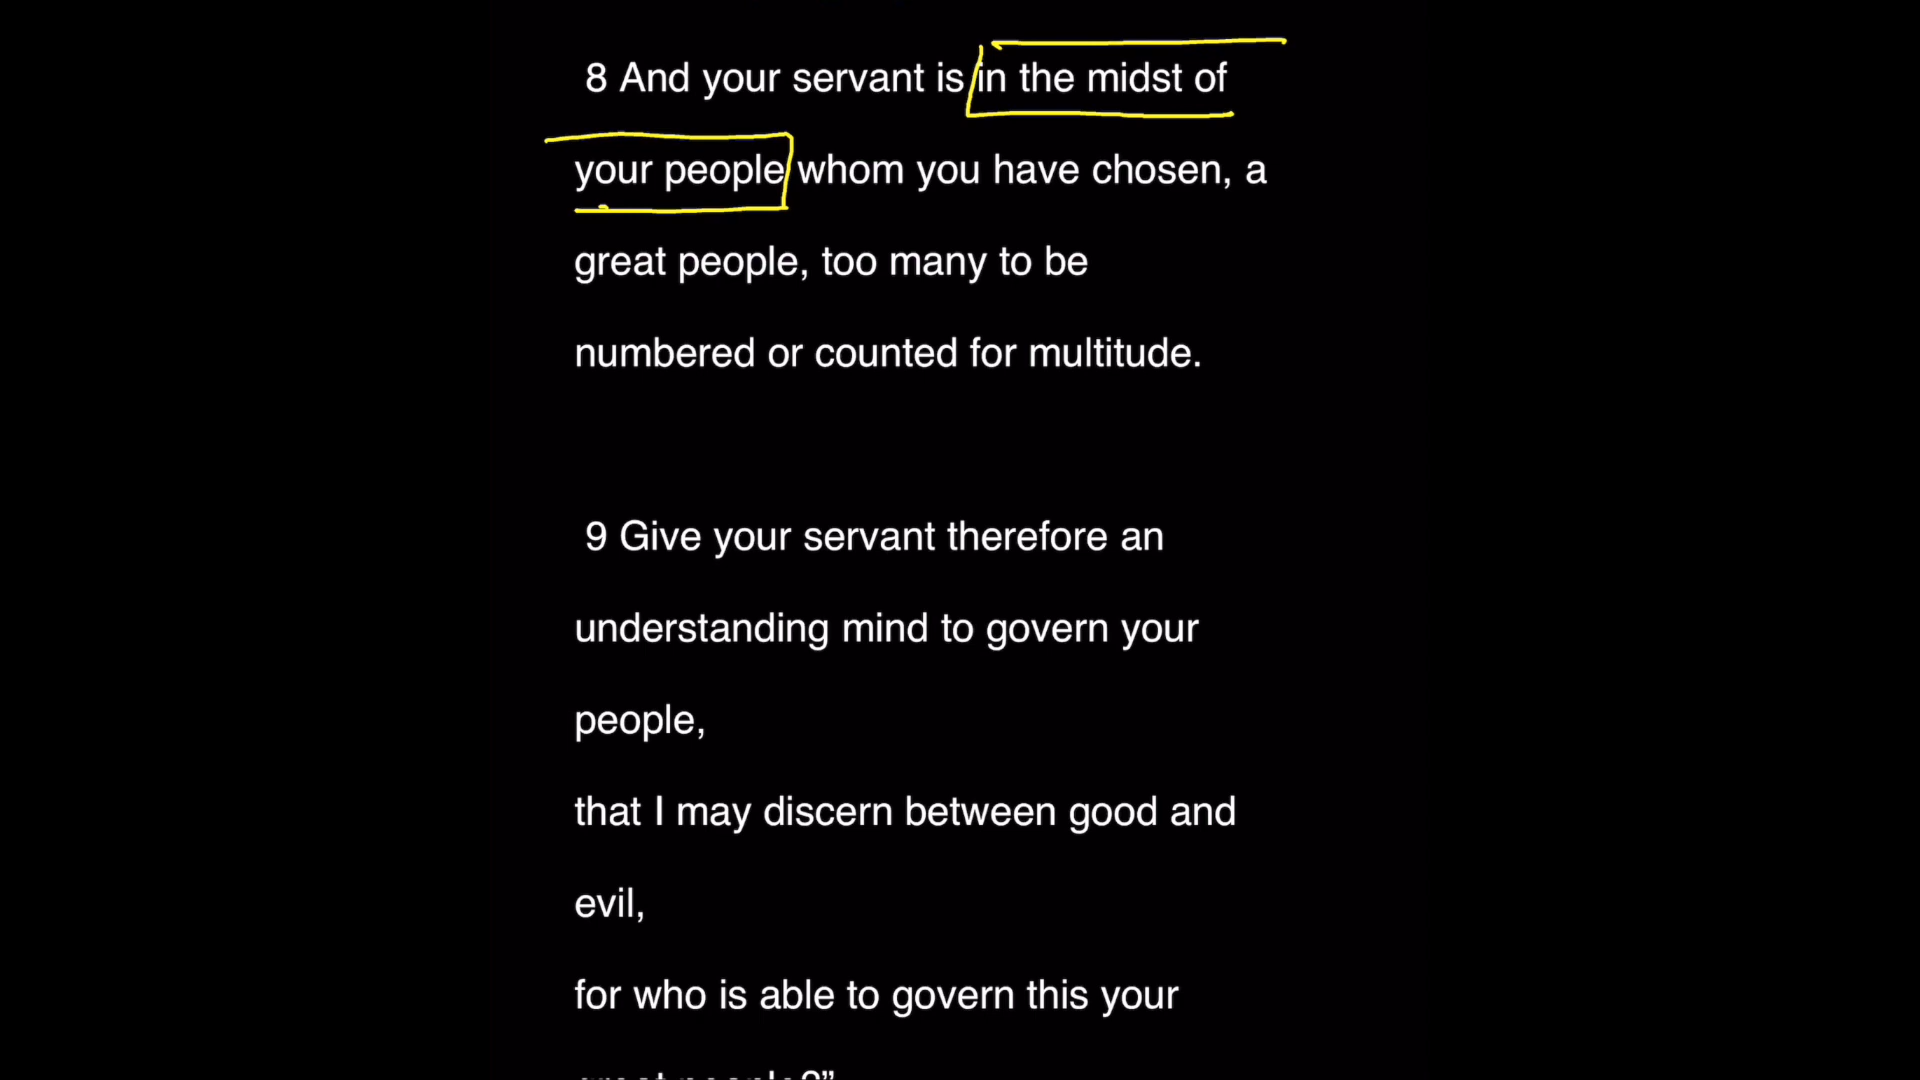 8 And your servant is in the midst of
your people whom you have chosen, a
great people, too many to be
numbered or counted for multitude.
9 Give your servant therefore an
understanding mind to govern your
people,
that I may discern between good and
evil,
for who is able to govern this your
great people?”